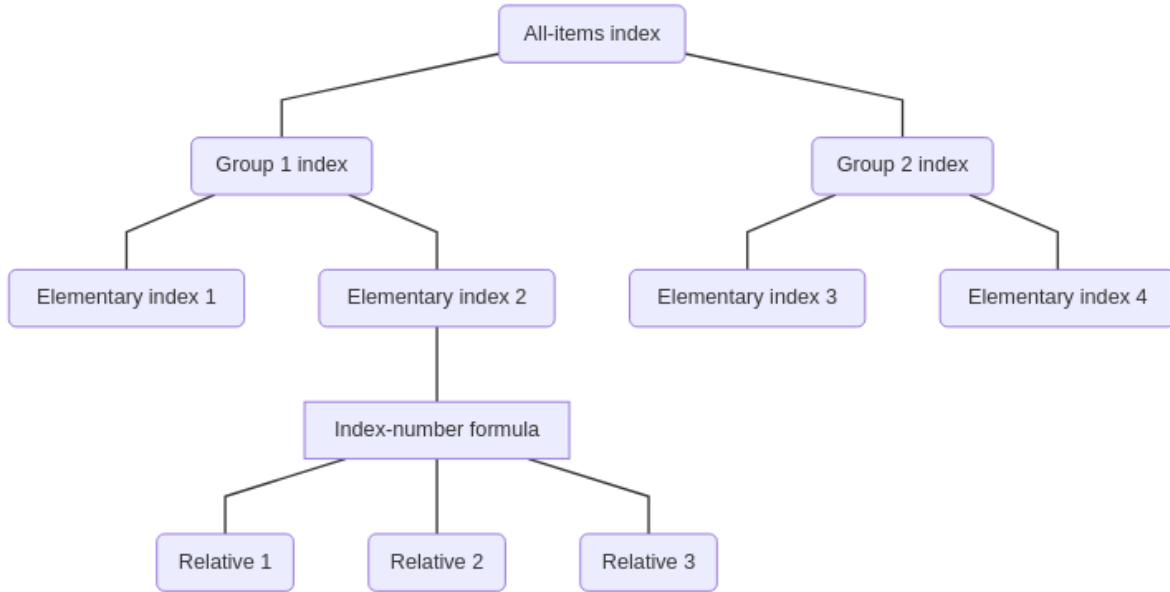 All-items index
Group 1 index
Group 2 index
Elementary index 1
Elementary index 2
Elementary index 3
Elementary index 4
Index-number formula
Relative 1
Relative 2
Relative 3